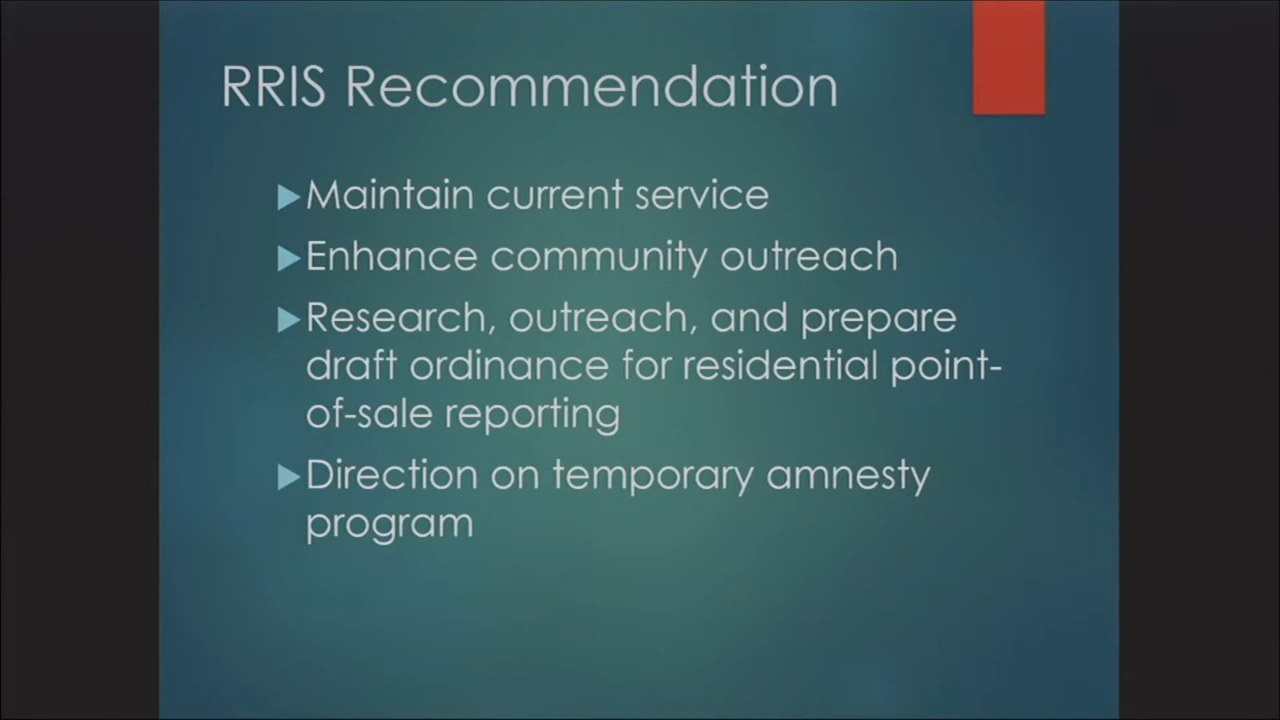 RRIS Recommendation
Maintain current service
Enhance community outreach
Research, outreach, and prepare
draft ordinance for residential point-
of-sale reporting
Direction on temporary amnesty
program